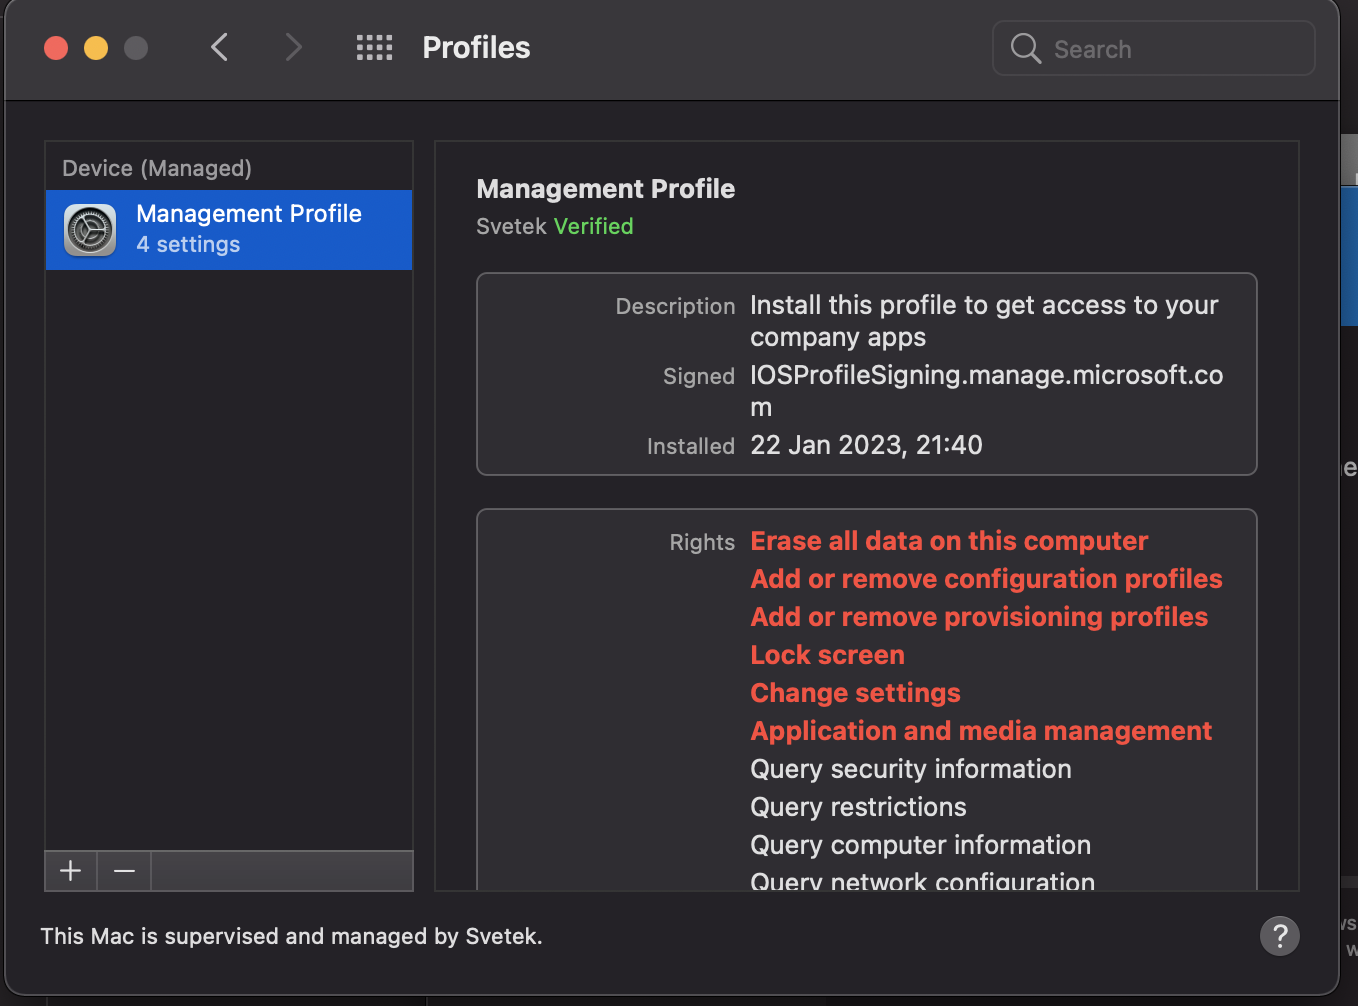 Profiles
Search
Device (Managed)
Management Profile
4 settings
Management Profile
Svetek Verified
Description Install this profile to get access to your
company apps
Signed IOSProfileSigning.manage.microsoft.co
m
Installed 22 Jan 2023, 21:40
Rights Erase all data on this computer
Add or remove configuration profiles
Add or remove provisioning profiles
Lock screen
Change settings
Application and media management
Query security information
Query restrictions
Query computer information
Query network configuration
This Mac is supervised and managed by Svetek.
?